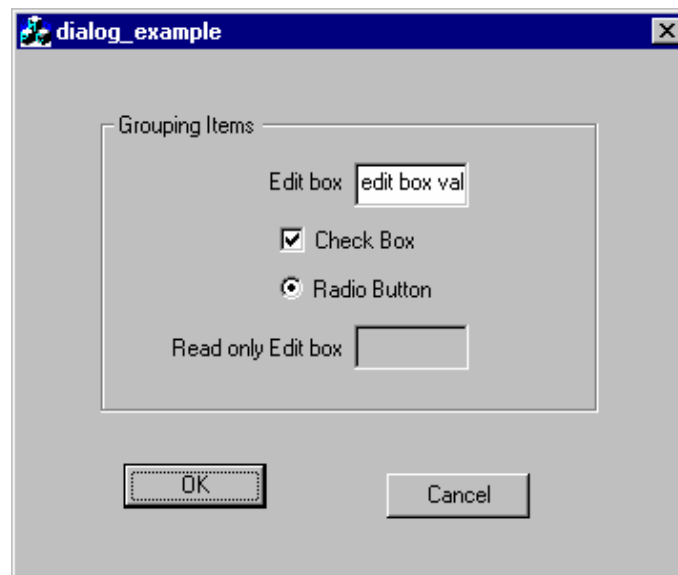 dialog_example
Grouping Items
Edit box edit box val
Check Box
Radio Button
Read only Edit box
OK
Cancel